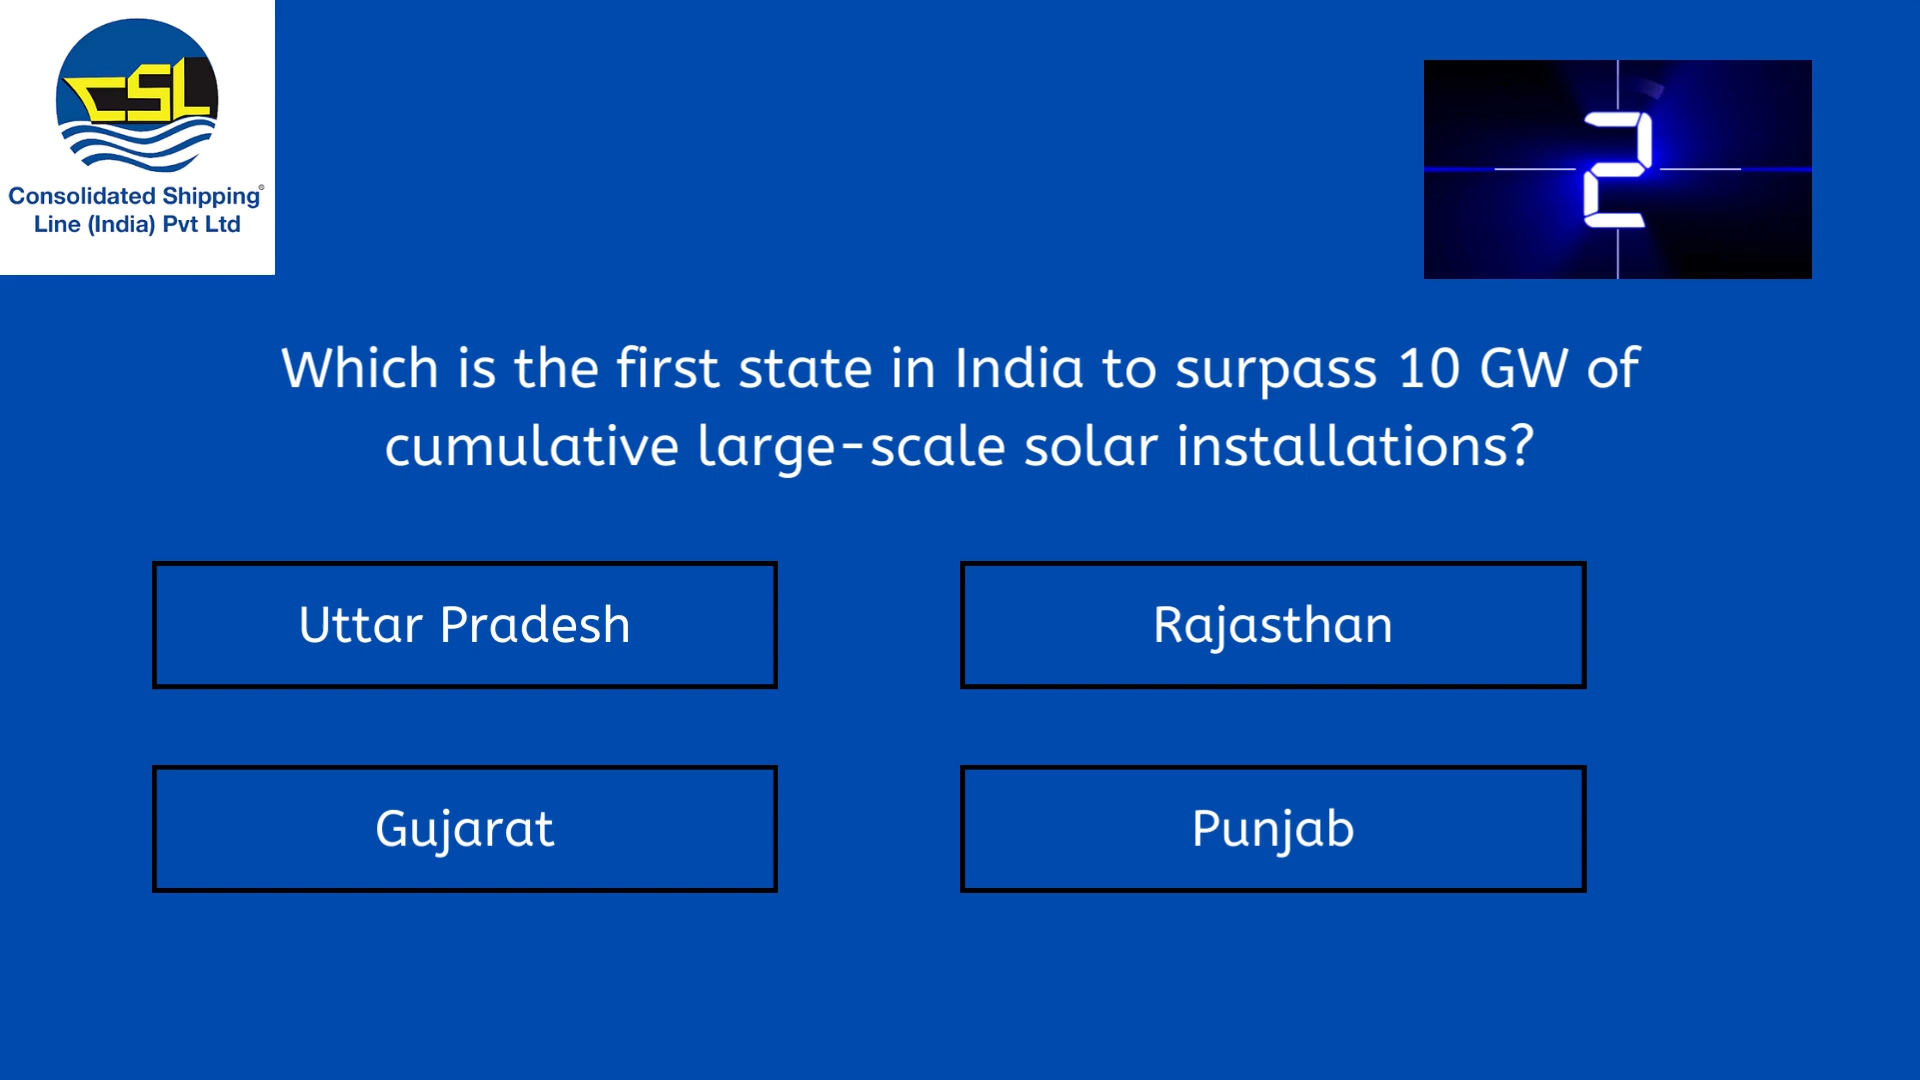 CSL
Consolidated Shipping®
Line (India) Pvt Ltd
2
Which is the first state in India to surpass 10 GW of
cumulative large-scale solar installations?
Uttar Pradesh
Rajasthan
Gujarat
Punjab